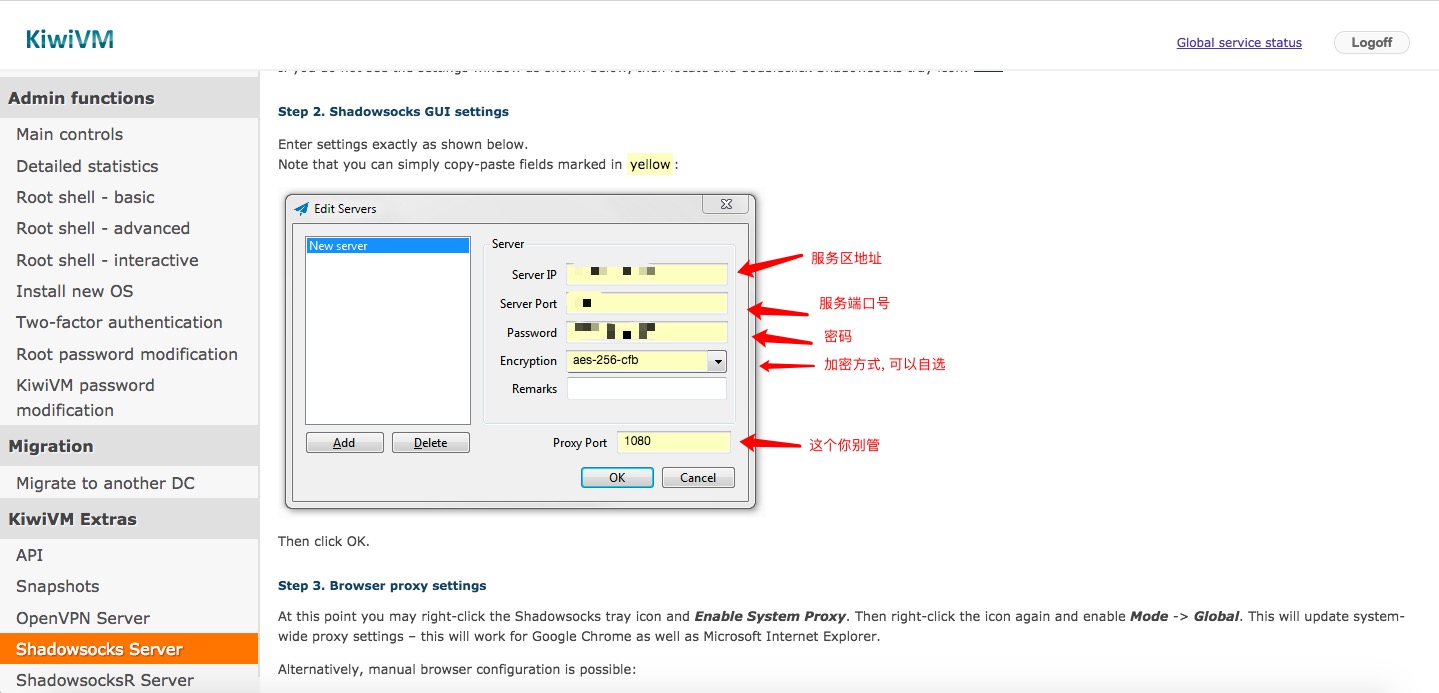 KiwiVM
Global service status
Logoff
Admin functions
Main controls
Detailed statistics
Root shell - basic
Root shell - advanced
Root shell - interactive
Install new OS
Two-factor authentication
Root password modification
KiwiVM password
modification
Migration
Migrate to another DC
KiwiVM Extras
API
Snapshots
OpenVPN Server
Shadowsocks Server
ShadowsocksR Server
Step 2. Shadowsocks GUI settings
Enter settings exactly as shown below.
Note that you can simply copy-paste fields marked in yellow :
Edit Servers
New server
Server
Server IP
服务区地址
Server Port
服务端口号
Password
密码
Encryption aes-256-cfb
加密方式, 可以自选
Remarks
Add Delete
Proxy Port 1080
这个你别管
OK Cancel
Then click OK.
Step 3. Browser proxy settings
At this point you may right-click the Shadowsocks tray icon and Enable System Proxy. Then right-click the icon again and enable Mode -> Global. This will update system-
wide proxy settings – this will work for Google Chrome as well as Microsoft Internet Explorer.
Alternatively, manual browser configuration is possible: